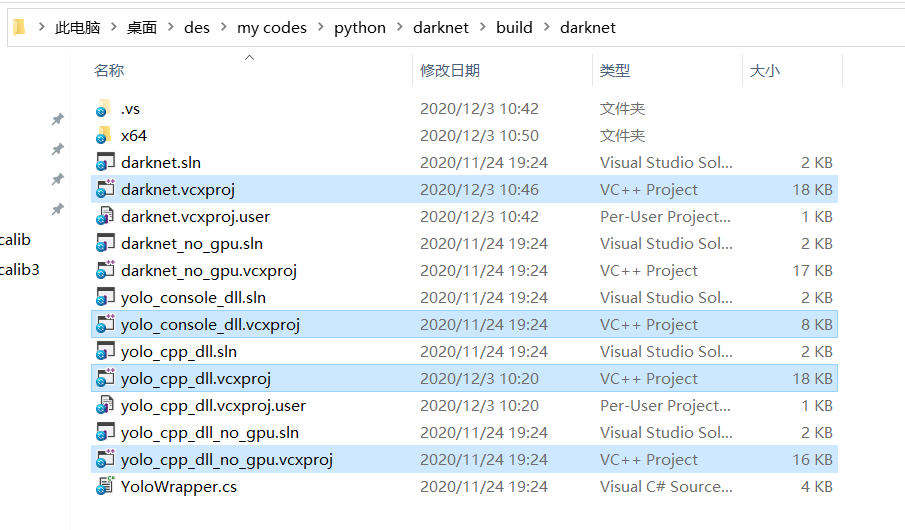 此电脑 > 桌面 > des > my codes > python > darknet > build > darknet
名称 修改日期 类型 大小
.vs 2020/12/3 10:42 文件夹
x64 2020/12/3 10:50 文件夹
darknet.sln 2020/11/24 19:24 Visual Studio Sol... 2 KB
darknet.vcxproj 2020/12/3 10:46 VC++ Project 18 KB
darknet.vcxproj.user 2020/12/3 10:42 Per-User Project... 1 KB
darknet_no_gpu.sln 2020/11/24 19:24 Visual Studio Sol... 2 KB
calib
darknet_no_gpu.vcxproj 2020/11/24 19:24 VC++ Project 17 KB
calib3
yolo_console_dll.sln 2020/11/24 19:24 Visual Studio Sol... 2 KB
yolo_console_dll.vcxproj 2020/11/24 19:24 VC++ Project 8 KB
yolo_cpp_dll.sln 2020/11/24 19:24 Visual Studio Sol... 2 KB
yolo_cpp_dll.vcxproj 2020/12/3 10:20 VC++ Project 18 KB
yolo_cpp_dll.vcxproj.user 2020/12/3 10:20 Per-User Project... 1 KB
yolo_cpp_dll_no_gpu.sln 2020/11/24 19:24 Visual Studio Sol... 2 KB
yolo_cpp_dll_no_gpu.vcxproj 2020/11/24 19:24 VC++ Project 16 KB
YoloWrapper.cs 2020/11/24 19:24 Visual C# Source... 4 KB